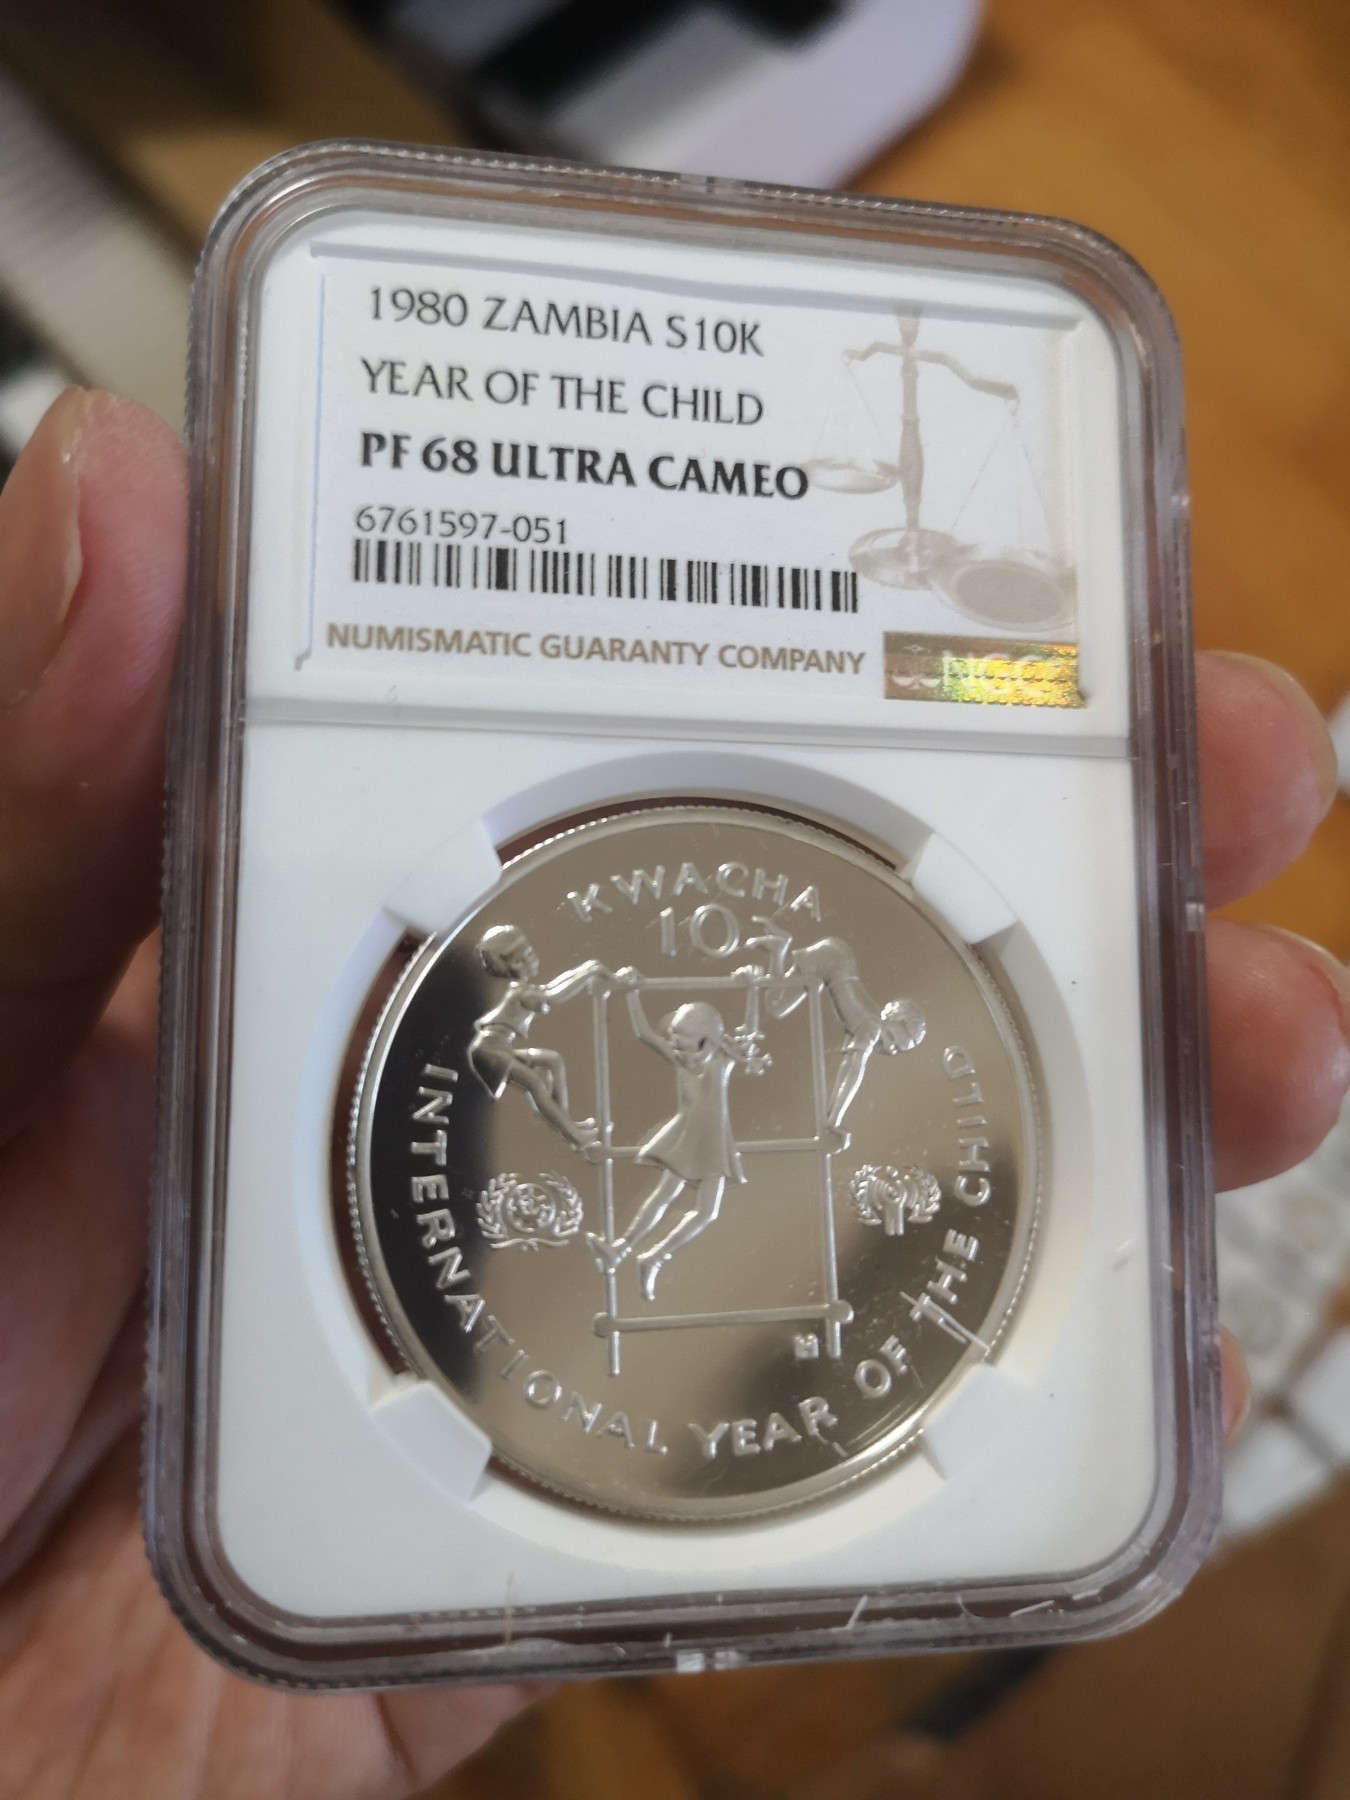 1980 ZAMBIA S10K
YEAR OF THE CHILD
PF 68 ULTRA CAMEO
6761597-051
NUMISMATIC GUARANTY COMPANY
NGC
KWACHA
10
INTERNATIONAL YEAR OF THE CHILD